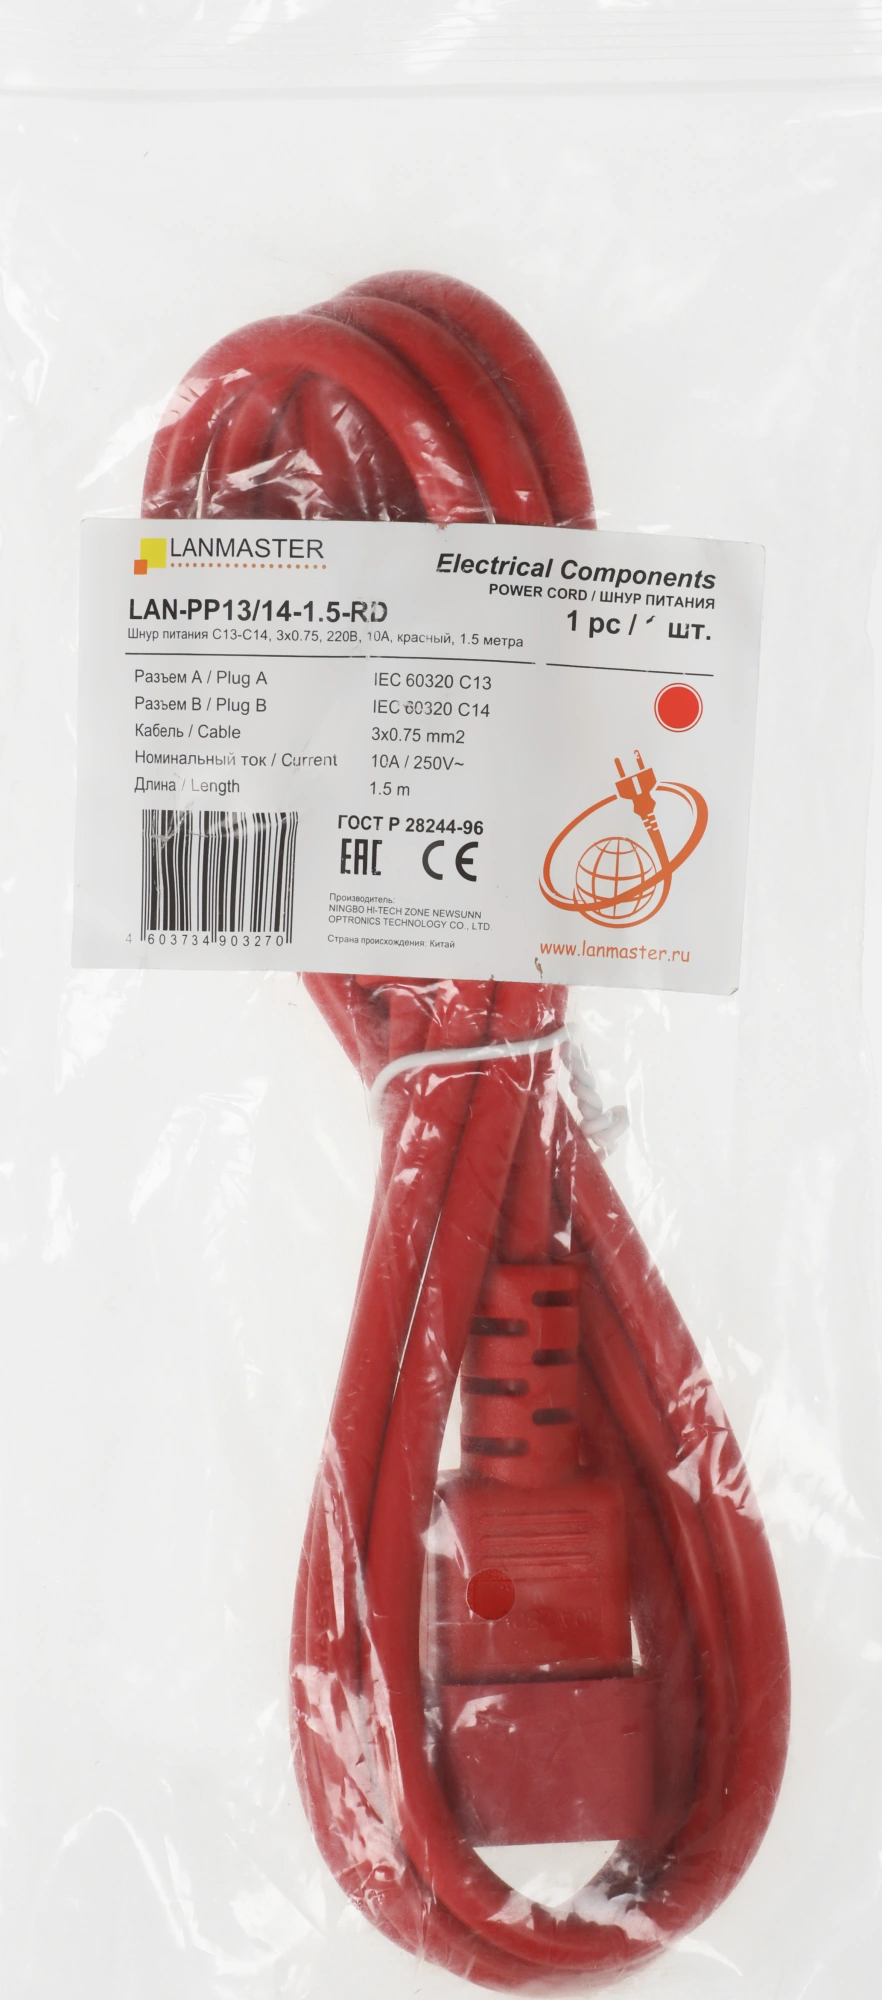 LANMASTER
Electrical Components
POWER CORD / ШНУР ПИТАНИЯ
LAN-PP13/14-1.5-RD
1 pc / шт.
Шнур питания C13-C14, 3x0.75, 220В, 10А, красный, 1.5 метра
Разъем A / Plug A IEC 60320 C13
Разъем B / Plug B IEC 60320 C14
Кабель / Cable 3x0.75 mm2
Номинальный ток / Current 10A / 250V~
Длина / Length 1.5 m
ГОСТ Р 28244-96
EAC CE
Производитель:
NINGBO HI-TECH ZONE NEWSUNN
OPTRONICS TECHNOLOGY CO., LTD.
Страна происхождения: Китай
4 603734 903270
www.lanmaster.ru